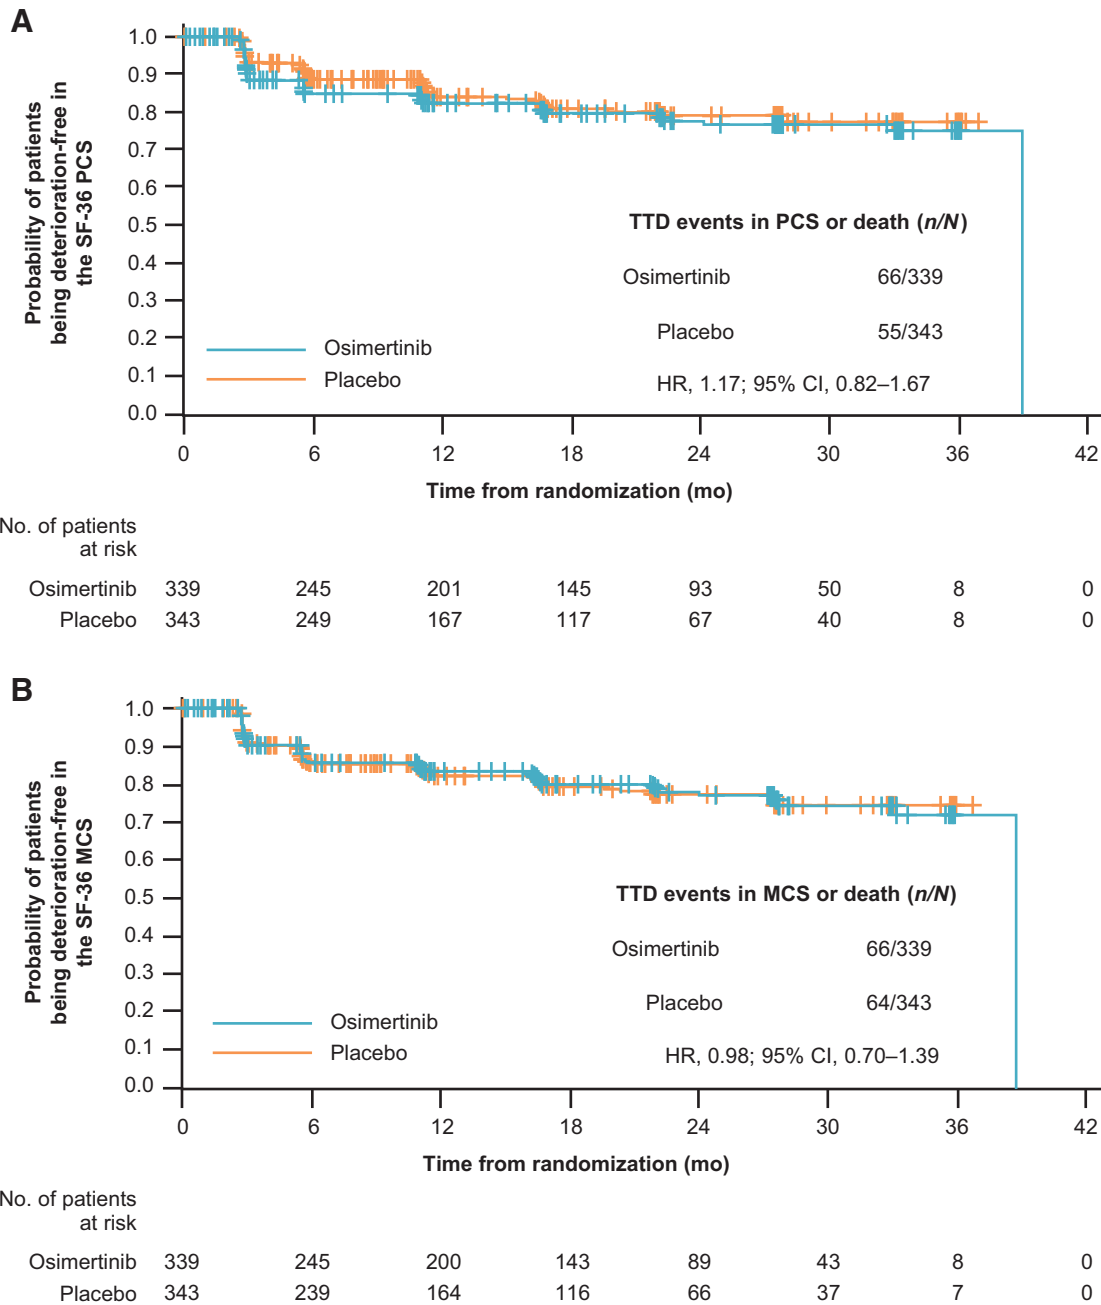 A
Probability of patients
being deterioration-free in
the SF-36 PCS
1.0
0.9
0.8
0.7
0.6
0.5
0.4
0.3
0.2
0.1
0.0
TTD events in PCS or death (n/N)
Osimertinib 66/339
Placebo 55/343
HR, 1.17; 95% CI, 0.82–1.67
Osimertinib
Placebo
0 6 12 18 24 30 36 42
Time from randomization (mo)
No. of patients
at risk
Osimertinib 339 245 201 145 93 50 8 0
Placebo 343 249 167 117 67 40 8 0
B
Probability of patients
being deterioration-free in
the SF-36 MCS
1.0
0.9
0.8
0.7
0.6
0.5
0.4
0.3
0.2
0.1
0.0
TTD events in MCS or death (n/N)
Osimertinib 66/339
Placebo 64/343
HR, 0.98; 95% CI, 0.70–1.39
Osimertinib
Placebo
0 6 12 18 24 30 36 42
Time from randomization (mo)
No. of patients
at risk
Osimertinib 339 245 200 143 89 43 8 0
Placebo 343 239 164 116 66 37 7 0